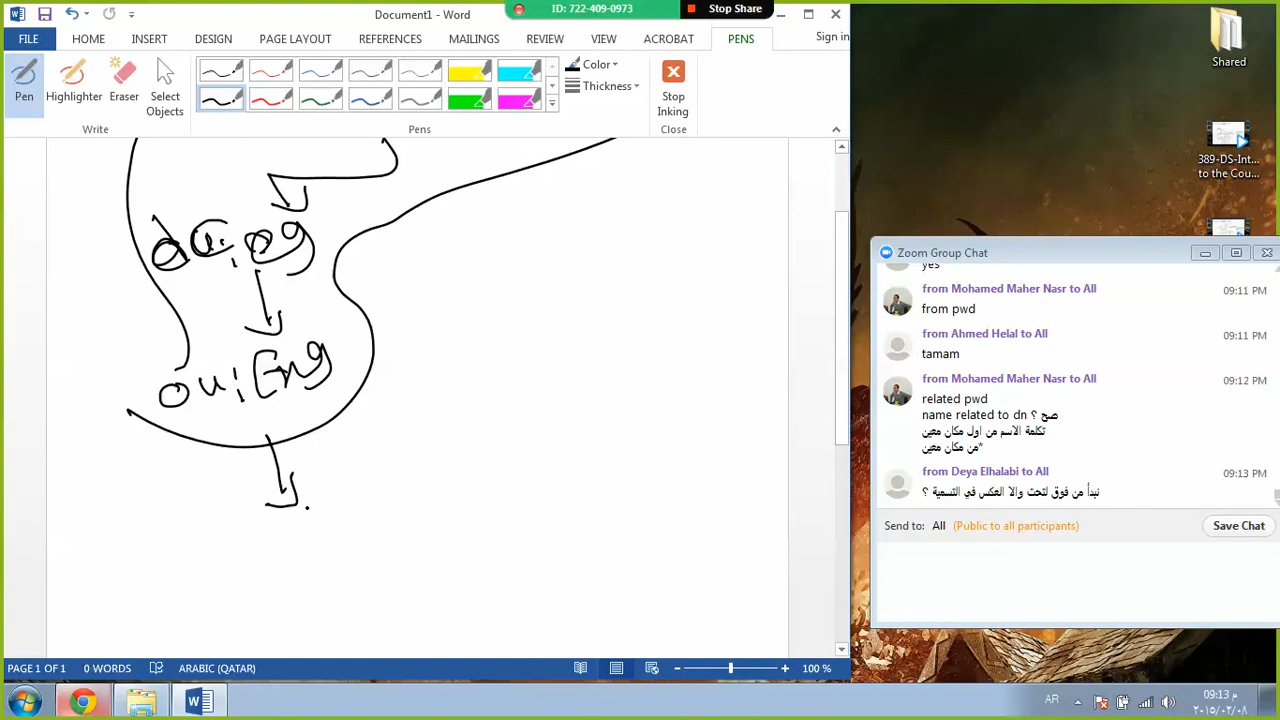 Document1 - Word
ID: 722-409-0973
Stop Share
FILE
HOME
INSERT
DESIGN
PAGE LAYOUT
REFERENCES
MAILINGS
REVIEW
VIEW
ACROBAT
PENS
Sign in
Pen
Highlighter
Eraser
Select
Objects
Color
Thickness
Stop
Inking
Write
Pens
Close
ou: Eng
Shared
389-DS-Int...
to the Cou...
Zoom Group Chat
yes
from Mohamed Maher Nasr to All
09:11 PM
from pwd
from Ahmed Helal to All
09:11 PM
tamam
from Mohamed Maher Nasr to All
09:12 PM
related pwd
name related to dn ؟ صح
تكلمة الاسم من اول مكان معين
*من مكان معين
from Deya Elhalabi to All
09:13 PM
نبدأ من فوق لتحت والا العكس في التسمية ؟
Send to:
All
(Public to all participants)
Save Chat
PAGE 1 OF 1
0 WORDS
ARABIC (QATAR)
100 %
AR
09:13 م
٢٠١٥/٠٢/٠٨